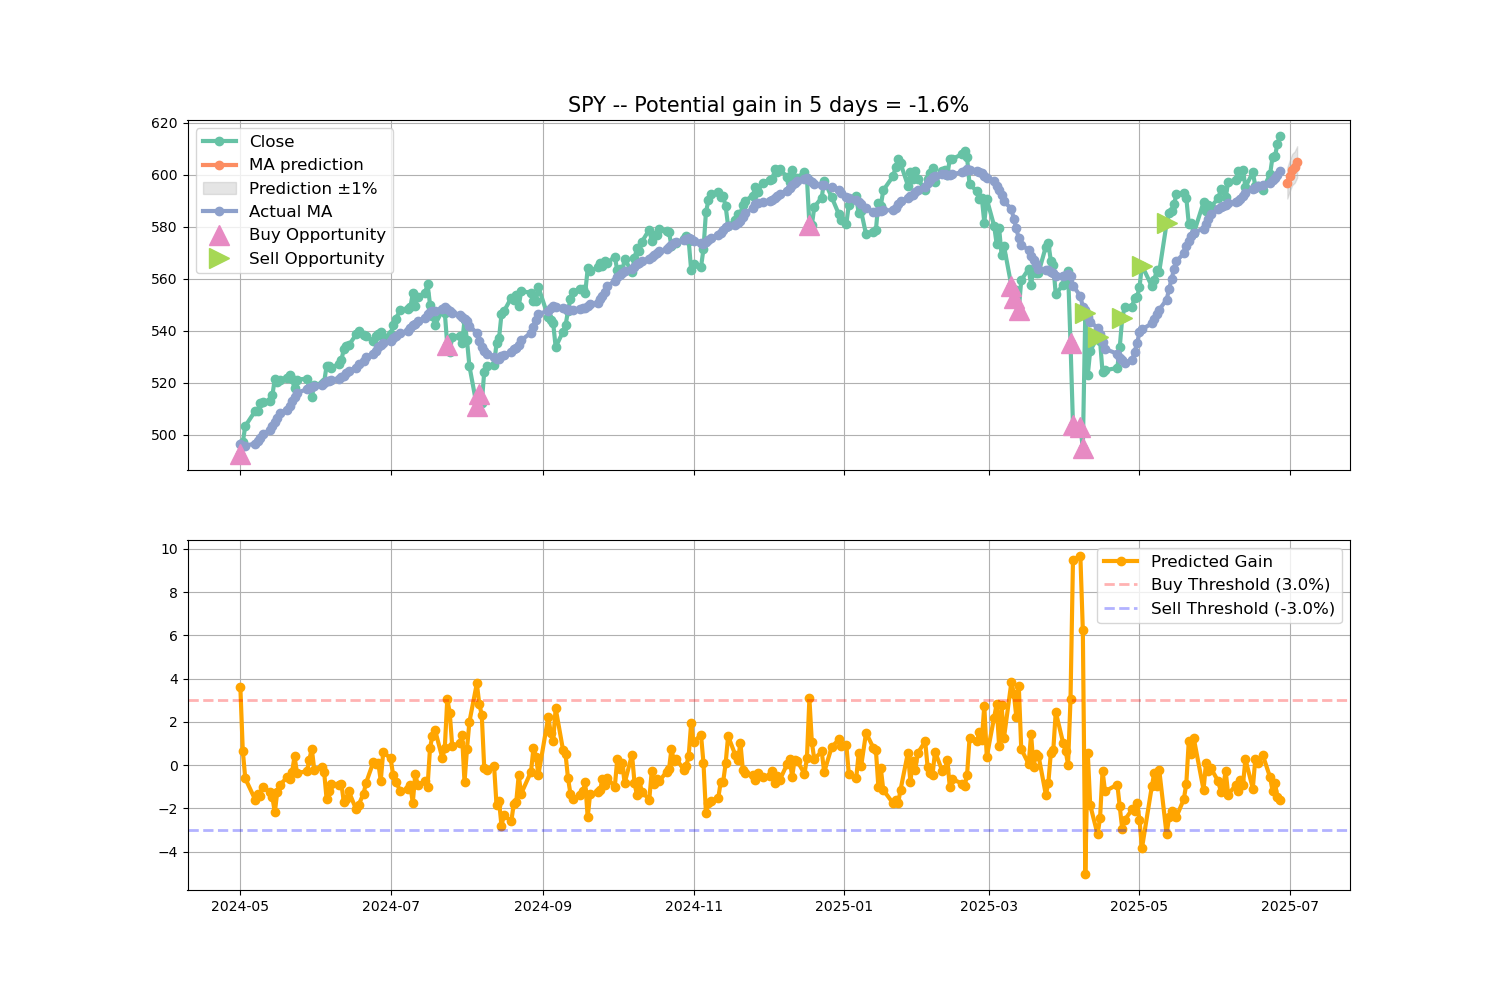 SPY -- Potential gain in 5 days = -1.6%
620
600
580
560
540
520
500
Close
MA prediction
Prediction ±1%
Actual MA
Buy Opportunity
Sell Opportunity
10
8
6
4
2
0
−2
−4
Predicted Gain
Buy Threshold (3.0%)
Sell Threshold (-3.0%)
2024-05
2024-07
2024-09
2024-11
2025-01
2025-03
2025-05
2025-07